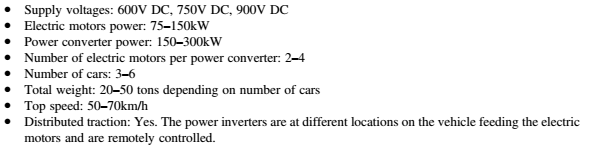 • Supply voltages: 600V DC, 750V DC, 900V DC
• Electric motors power: 75–150kW
• Power converter power: 150–300kW
• Number of electric motors per power converter: 2–4
• Number of cars: 3–6
• Total weight: 20–50 tons depending on number of cars
• Top speed: 50–70km/h
• Distributed traction: Yes. The power inverters are at different locations on the vehicle feeding the electric
motors and are remotely controlled.